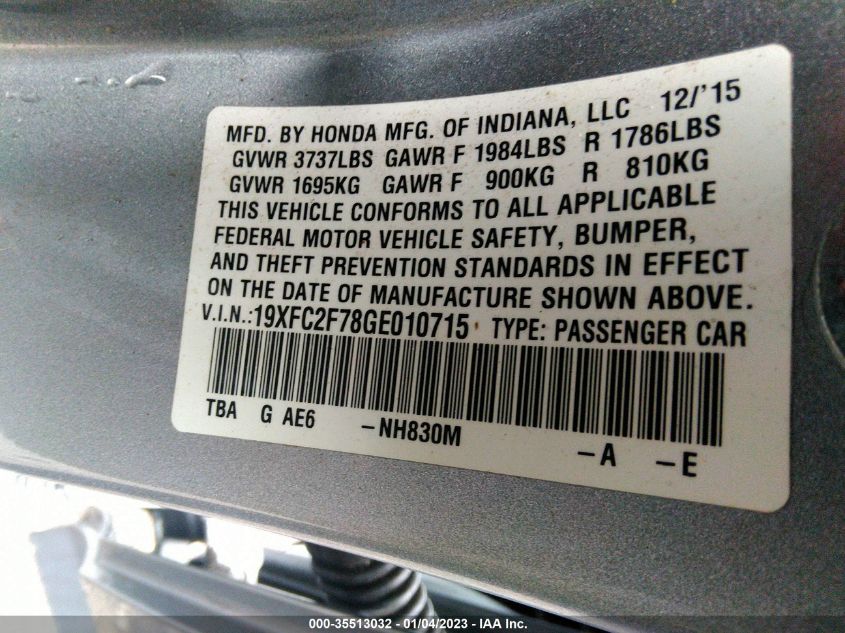 MFD. BY HONDA MFG. OF INDIANA, LLC 12/'15
GVWR 3737LBS GAWR F 1984LBS R 1786LBS
GVWR 1695KG GAWR F 900KG R 810KG
THIS VEHICLE CONFORMS TO ALL APPLICABLE
FEDERAL MOTOR VEHICLE SAFETY, BUMPER,
AND THEFT PREVENTION STANDARDS IN EFFECT
ON THE DATE OF MANUFACTURE SHOWN ABOVE.
V.I.N.:19XFC2F78GE010715 TYPE: PASSENGER CAR
TBA G AE6 -NH830M -A -E
000-35513032 - 01/04/2023 - IAAI Inc.